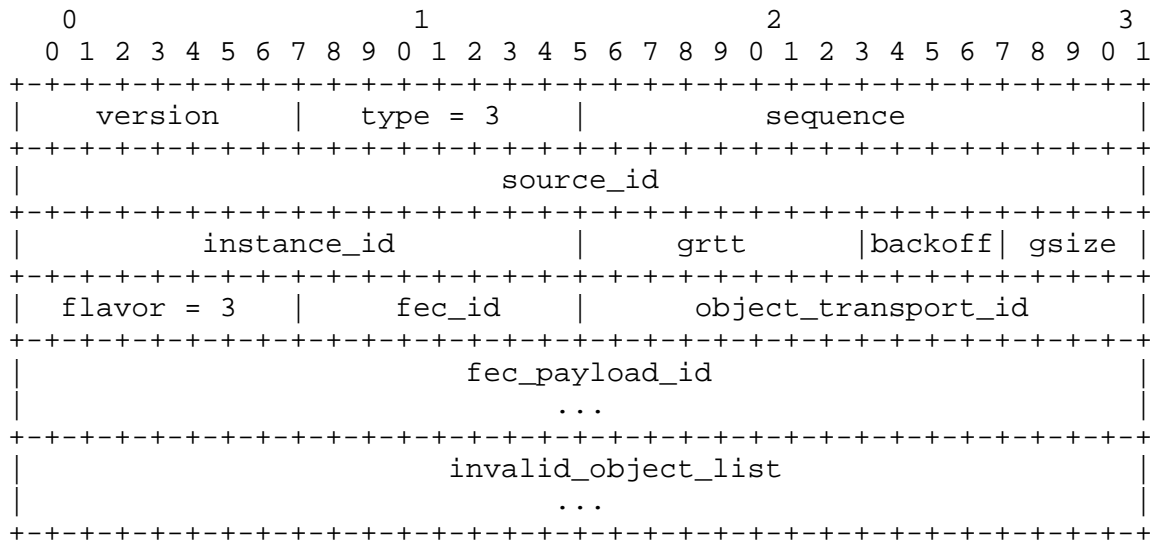 0                   1                   2                   3
 0 1 2 3 4 5 6 7 8 9 0 1 2 3 4 5 6 7 8 9 0 1 2 3 4 5 6 7 8 9 0 1
+-+-+-+-+-+-+-+-+-+-+-+-+-+-+-+-+-+-+-+-+-+-+-+-+-+-+-+-+-+-+-+-+
|    version    |   type = 3    |          sequence             |
+-+-+-+-+-+-+-+-+-+-+-+-+-+-+-+-+-+-+-+-+-+-+-+-+-+-+-+-+-+-+-+-+
|                           source_id                           |
+-+-+-+-+-+-+-+-+-+-+-+-+-+-+-+-+-+-+-+-+-+-+-+-+-+-+-+-+-+-+-+-+
|          instance_id          |     grtt      |backoff| gsize |
+-+-+-+-+-+-+-+-+-+-+-+-+-+-+-+-+-+-+-+-+-+-+-+-+-+-+-+-+-+-+-+-+
|  flavor = 3   |     fec_id    |      object_transport_id      |
+-+-+-+-+-+-+-+-+-+-+-+-+-+-+-+-+-+-+-+-+-+-+-+-+-+-+-+-+-+-+-+-+
|                         fec_payload_id                        |
|                              ...                              |
+-+-+-+-+-+-+-+-+-+-+-+-+-+-+-+-+-+-+-+-+-+-+-+-+-+-+-+-+-+-+-+-+
|                        invalid_object_list                    |
|                              ...                              |
+-+-+-+-+-+-+-+-+-+-+-+-+-+-+-+-+-+-+-+-+-+-+-+-+-+-+-+-+-+-+-+-+